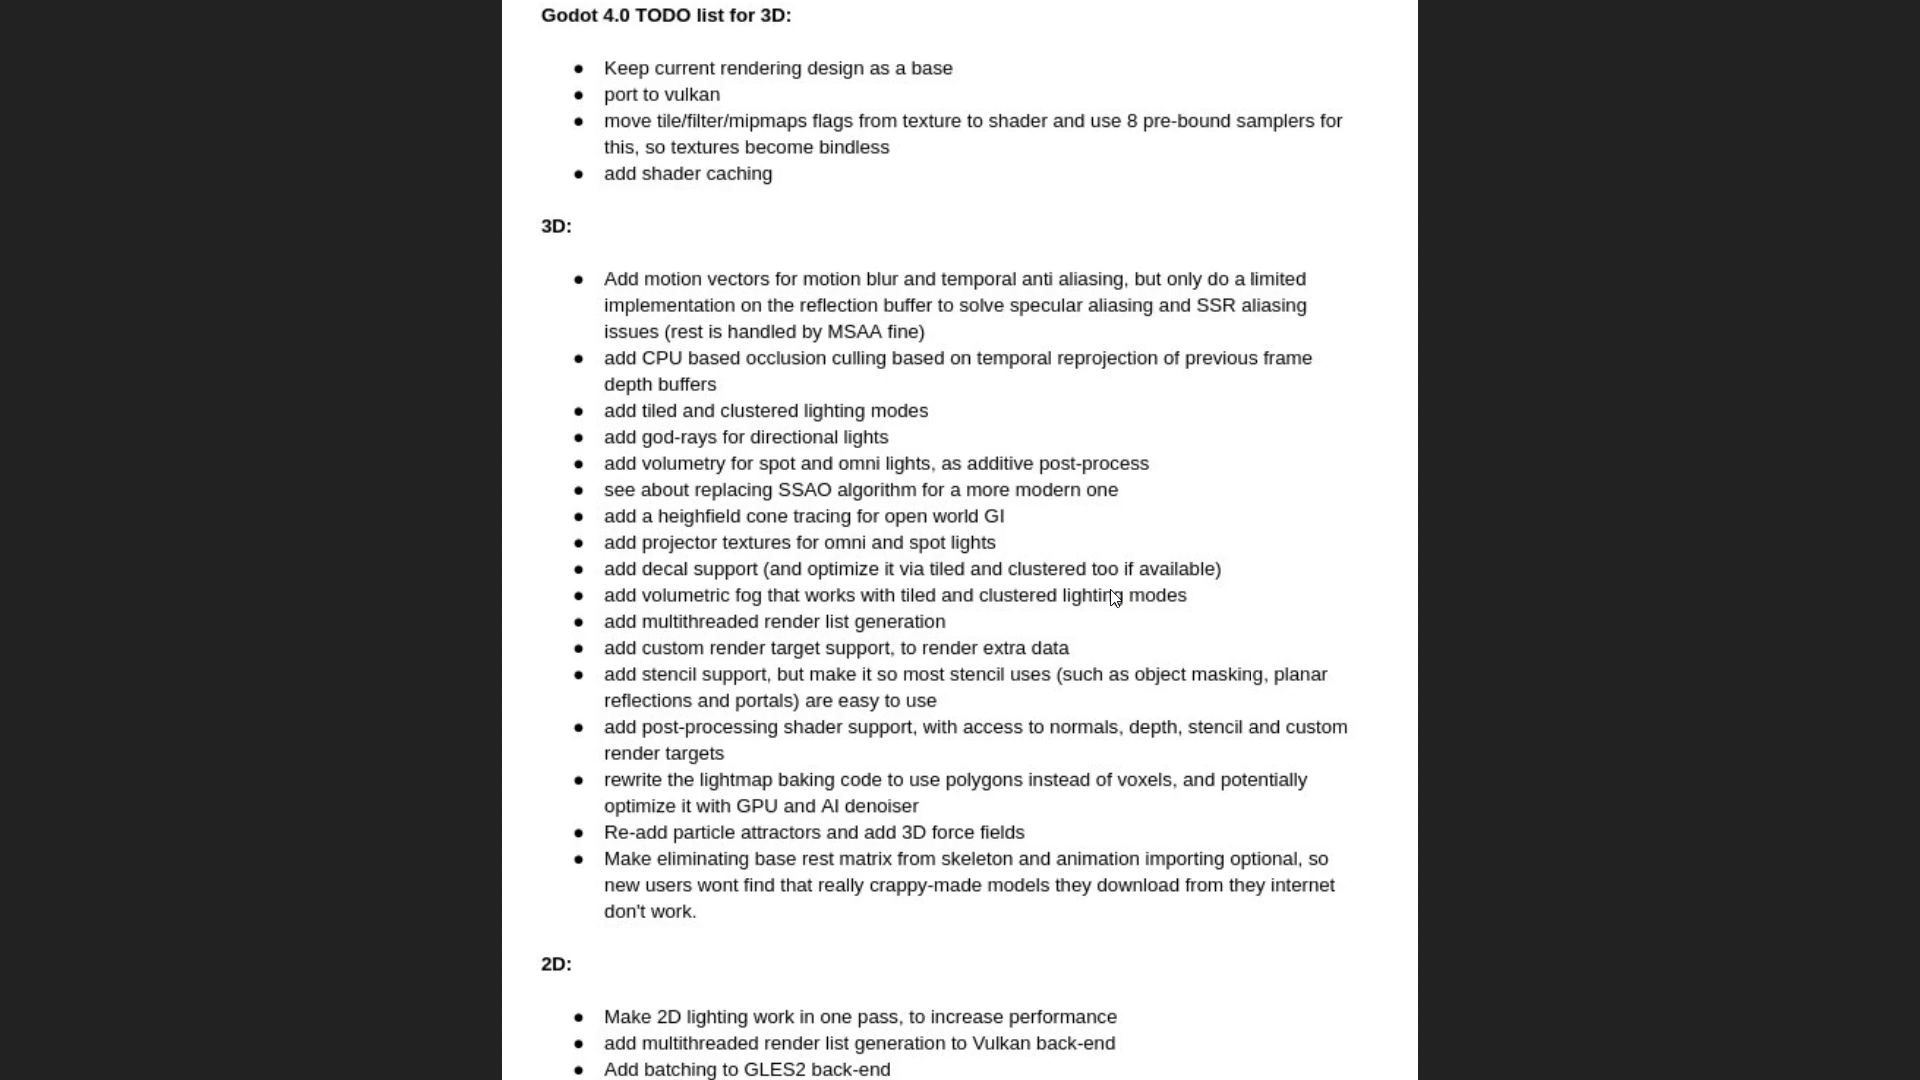 Godot 4.0 TODO list for 3D:
● Keep current rendering design as a base
● port to vulkan
● move tile/filter/mipmaps flags from texture to shader and use 8 pre-bound samplers for
this, so textures become bindless
● add shader caching
3D:
● Add motion vectors for motion blur and temporal anti aliasing, but only do a limited
implementation on the reflection buffer to solve specular aliasing and SSR aliasing
issues (rest is handled by MSAA fine)
● add CPU based occlusion culling based on temporal reprojection of previous frame
depth buffers
● add tiled and clustered lighting modes
● add god-rays for directional lights
● add volumetry for spot and omni lights, as additive post-process
● see about replacing SSAO algorithm for a more modern one
● add a heighfield cone tracing for open world GI
● add projector textures for omni and spot lights
● add decal support (and optimize it via tiled and clustered too if available)
● add volumetric fog that works with tiled and clustered lighting modes
● add multithreaded render list generation
● add custom render target support, to render extra data
● add stencil support, but make it so most stencil uses (such as object masking, planar
reflections and portals) are easy to use
● add post-processing shader support, with access to normals, depth, stencil and custom
render targets
● rewrite the lightmap baking code to use polygons instead of voxels, and potentially
optimize it with GPU and AI denoiser
● Re-add particle attractors and add 3D force fields
● Make eliminating base rest matrix from skeleton and animation importing optional, so
new users wont find that really crappy-made models they download from they internet
don't work.
2D:
● Make 2D lighting work in one pass, to increase performance
● add multithreaded render list generation to Vulkan back-end
● Add batching to GLES2 back-end